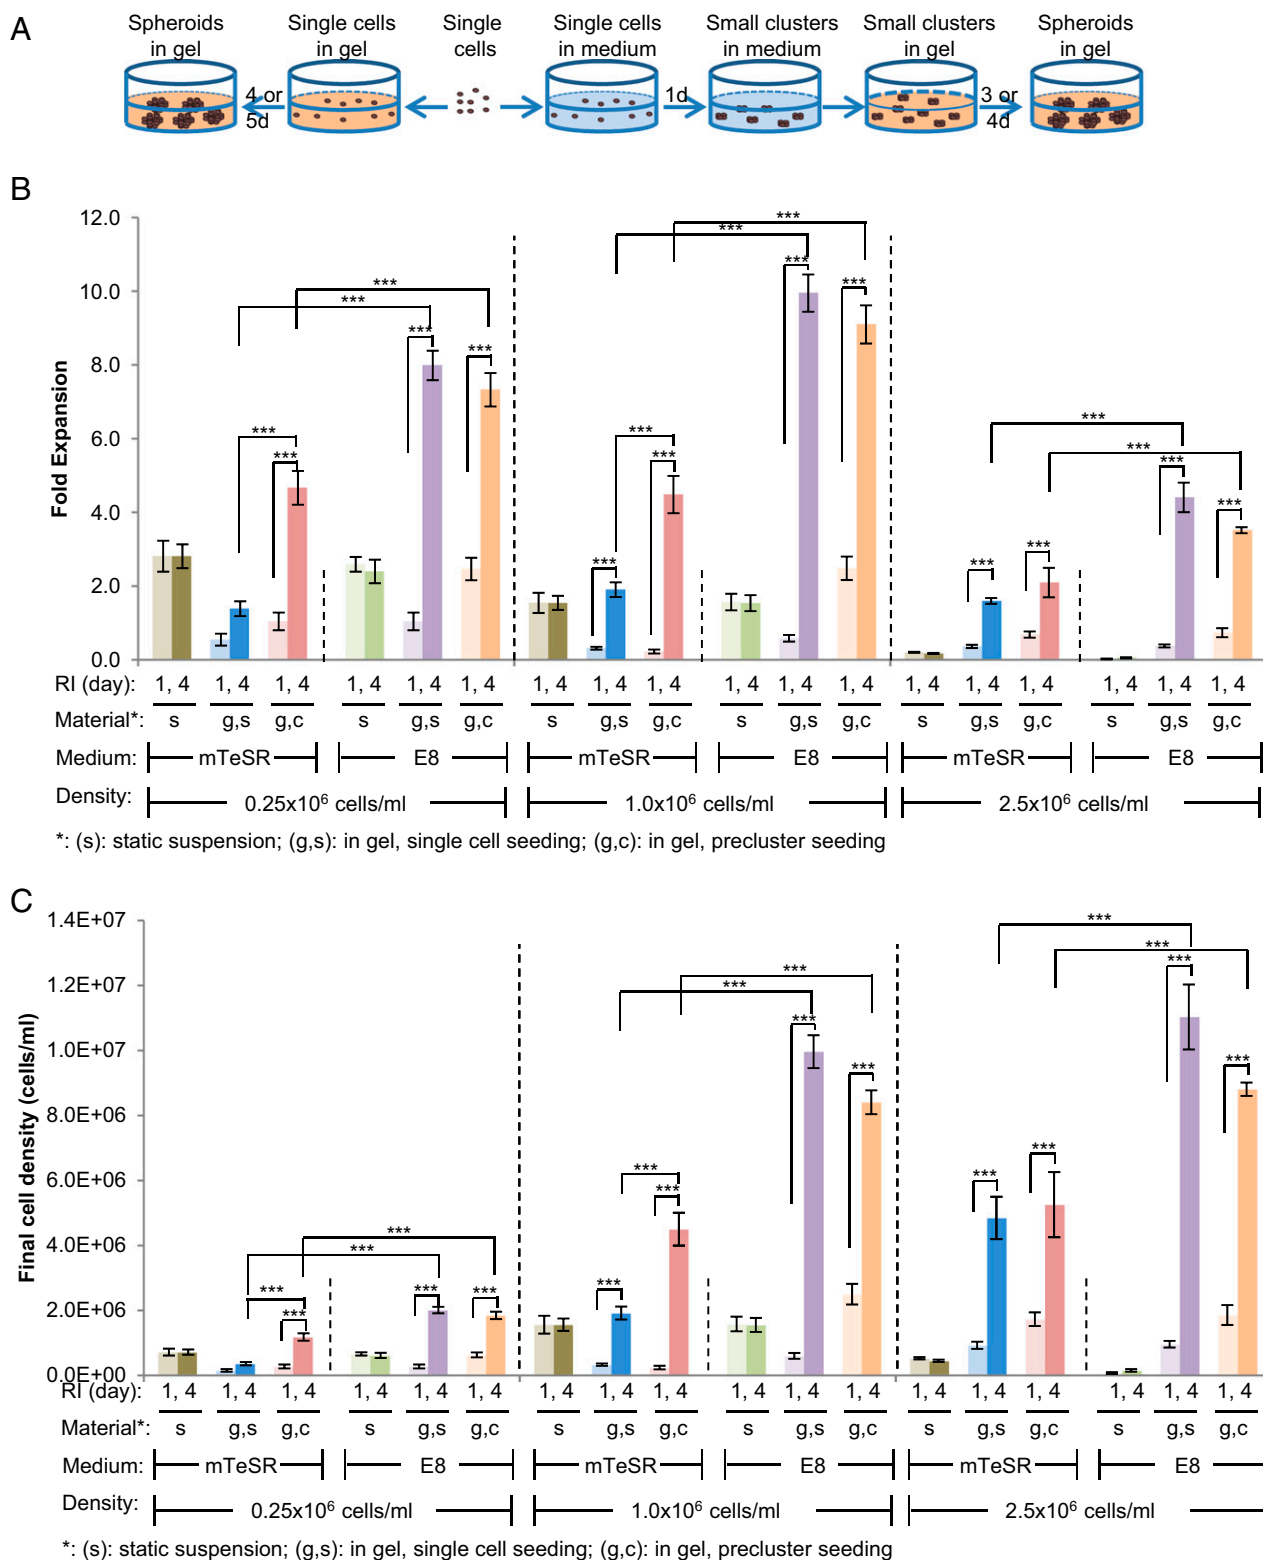 A
Spheroids in gel
Single cells in gel
Single cells
Single cells in medium
Small clusters in medium
Small clusters in gel
Spheroids in gel
4 or 5d
1d
3 or 4d
B
Fold Expansion
12.0
10.0
8.0
6.0
4.0
2.0
0.0
*** *** *** *** *** ***
*** *** *** *** *** *** ***
*** *** *** *** *** ***
RI (day): 1, 4 1, 4 1, 4 1, 4 1, 4 1, 4 1, 4 1, 4 1, 4 1, 4 1, 4 1, 4 1, 4 1, 4 1, 4 1, 4 1, 4 1, 4
Material*: s g,s g,c s g,s g,c s g,s g,c s g,s g,c s g,s g,c s g,s g,c
Medium: mTeSR E8 mTeSR E8 mTeSR E8
Density: 0.25x10⁶ cells/ml 1.0x10⁶ cells/ml 2.5x10⁶ cells/ml
*: (s): static suspension; (g,s): in gel, single cell seeding; (g,c): in gel, precluster seeding
C
Final cell density (cells/ml)
1.4E+07
1.2E+07
1.0E+07
8.0E+06
6.0E+06
4.0E+06
2.0E+06
0.0E+00
*** *** *** *** *** ***
*** *** *** *** *** *** ***
*** *** *** *** *** ***
RI (day): 1, 4 1, 4 1, 4 1, 4 1, 4 1, 4 1, 4 1, 4 1, 4 1, 4 1, 4 1, 4 1, 4 1, 4 1, 4 1, 4 1, 4 1, 4
Material*: s g,s g,c s g,s g,c s g,s g,c s g,s g,c s g,s g,c s g,s g,c
Medium: mTeSR E8 mTeSR E8 mTeSR E8
Density: 0.25x10⁶ cells/ml 1.0x10⁶ cells/ml 2.5x10⁶ cells/ml
*: (s): static suspension; (g,s): in gel, single cell seeding; (g,c): in gel, precluster seeding